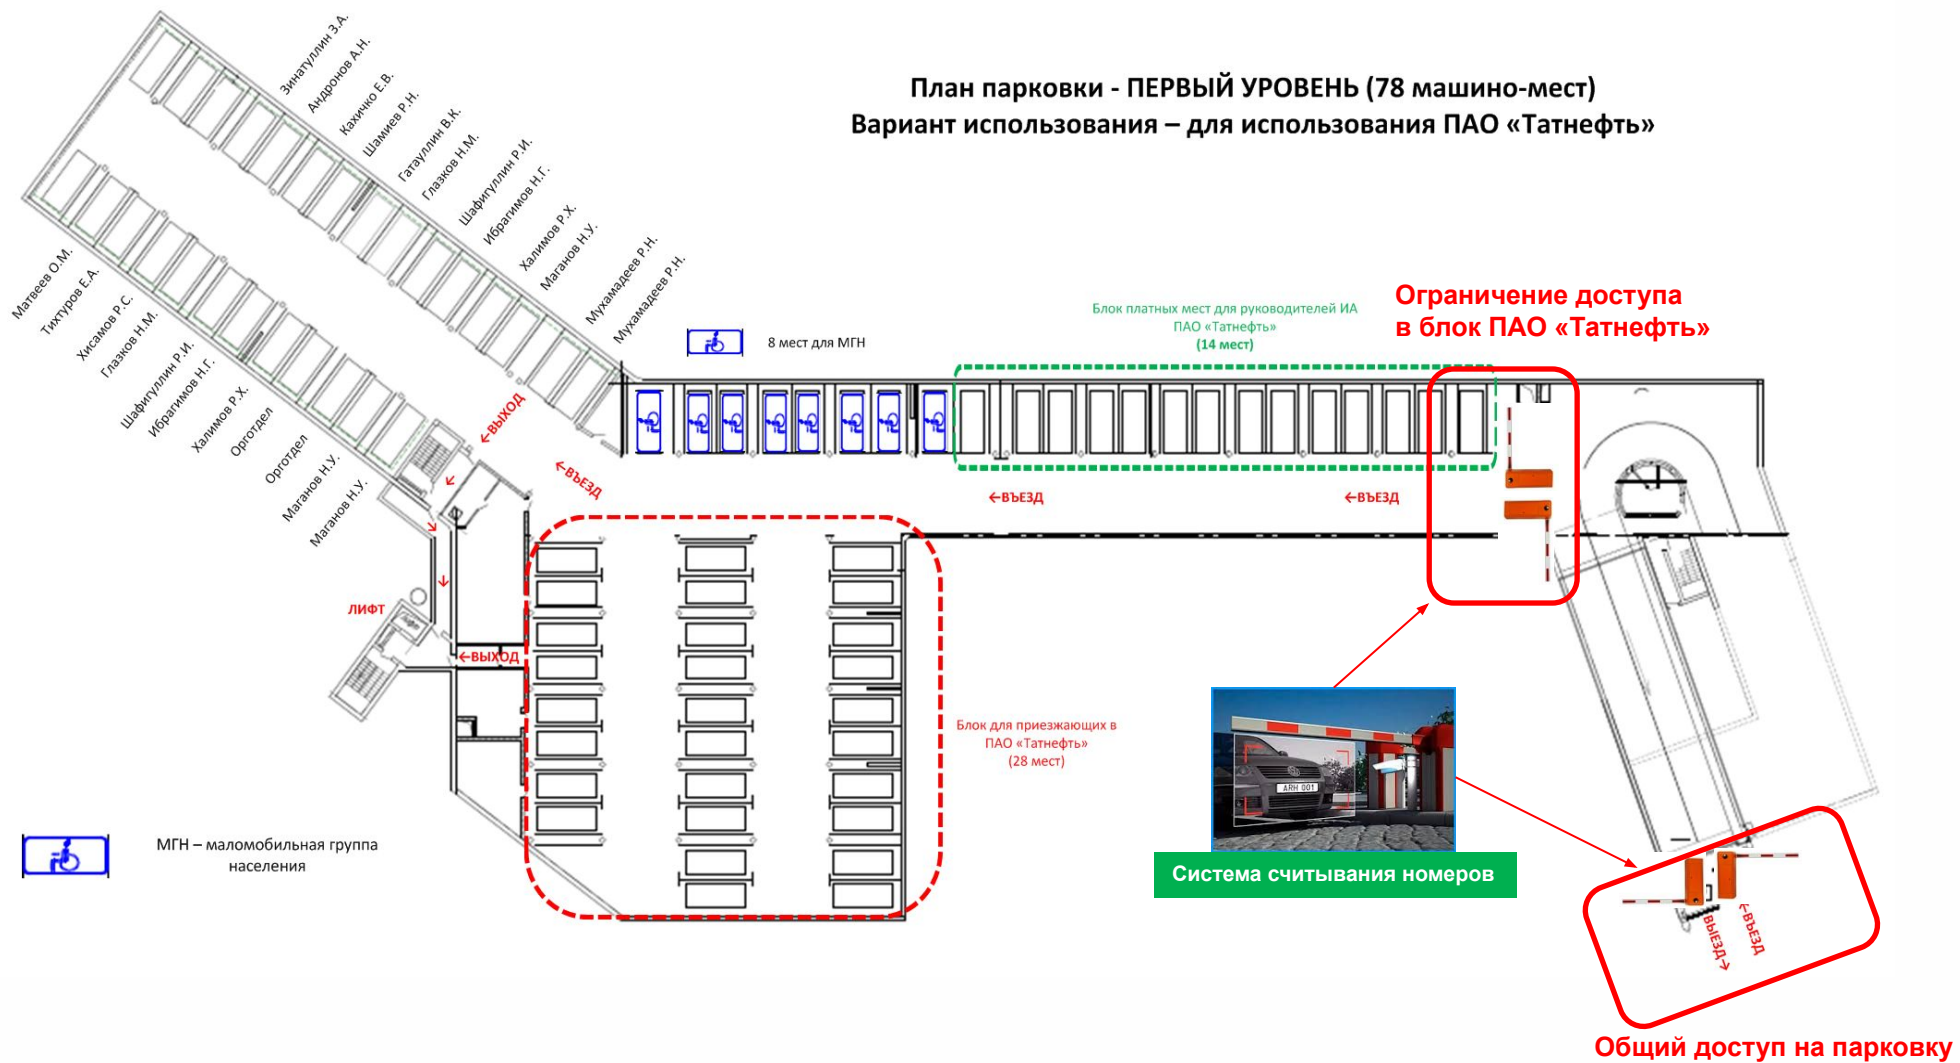 План парковки - ПЕРВЫЙ УРОВЕНЬ (78 машино-мест)
Вариант использования – для использования ПАО «Татнефть»
Зинатуллин З.А.
Андронов А.Н.
Кахичко Е.В.
Шамиев Р.Н.
Гатауллин В.К.
Глазков Н.М.
Шафигуллин Р.И.
Ибрагимов Н.Г.
Халимов Р.Х.
Маганов Н.У.
Мухамадеев Р.Н.
Мухамадеев Р.Н.
Матвеев О.М.
Тихтуров Е.А.
Хисамов Р.С.
Глазков Н.М.
Шафигуллин Р.И.
Ибрагимов Н.Г.
Халимов Р.Х.
Орготдел
Орготдел
Маганов Н.У.
Маганов Н.У.
8 мест для МГН
Блок платных мест для руководителей ИА
ПАО «Татнефть»
(14 мест)
Ограничение доступа
в блок ПАО «Татнефть»
←ВЫХОД
←ВЪЕЗД
←ВЪЕЗД
←ВЪЕЗД
ЛИФТ
Лифт
←ВЫХОД
Блок для приезжающих в
ПАО «Татнефть»
(28 мест)
ARH 001
Система считывания номеров
МГН – маломобильная группа
населения
ВЫЕЗД→
←ВЪЕЗД
Общий доступ на парковку